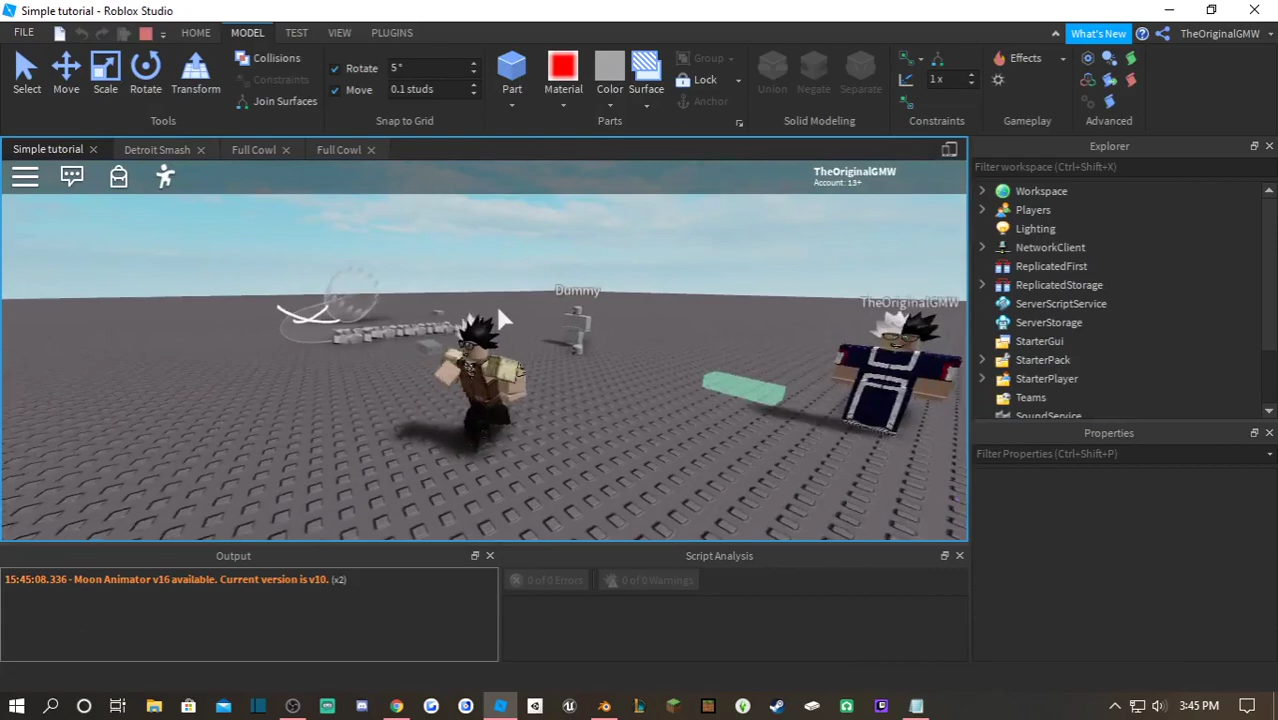 Simple tutorial - Roblox Studio
FILE HOME MODEL TEST VIEW PLUGINS What's New TheOriginalGMW
Select Move Scale Rotate Transform
Collisions
Constraints
Join Surfaces
Rotate 5°
Move 0.1 studs
Part Material Color Surface
Group
Lock
Anchor
Union Negate Separate
1 x
Effects
Tools Snap to Grid Parts Solid Modeling Constraints Gameplay Advanced
Simple tutorial Detroit Smash Full Cowl Full Cowl
TheOriginalGMW
Account: 13+
Dummy
TheOriginalGMW
Explorer
Filter workspace (Ctrl+Shift+X)
Workspace
Players
Lighting
NetworkClient
ReplicatedFirst
ReplicatedStorage
ServerScriptService
ServerStorage
StarterGui
StarterPack
StarterPlayer
Teams
SoundService
Properties
Filter Properties (Ctrl+Shift+P)
Output
15:45:08.336 - Moon Animator v16 available. Current version is v10. (x2)
Script Analysis
0 of 0 Errors 0 of 0 Warnings
3:45 PM